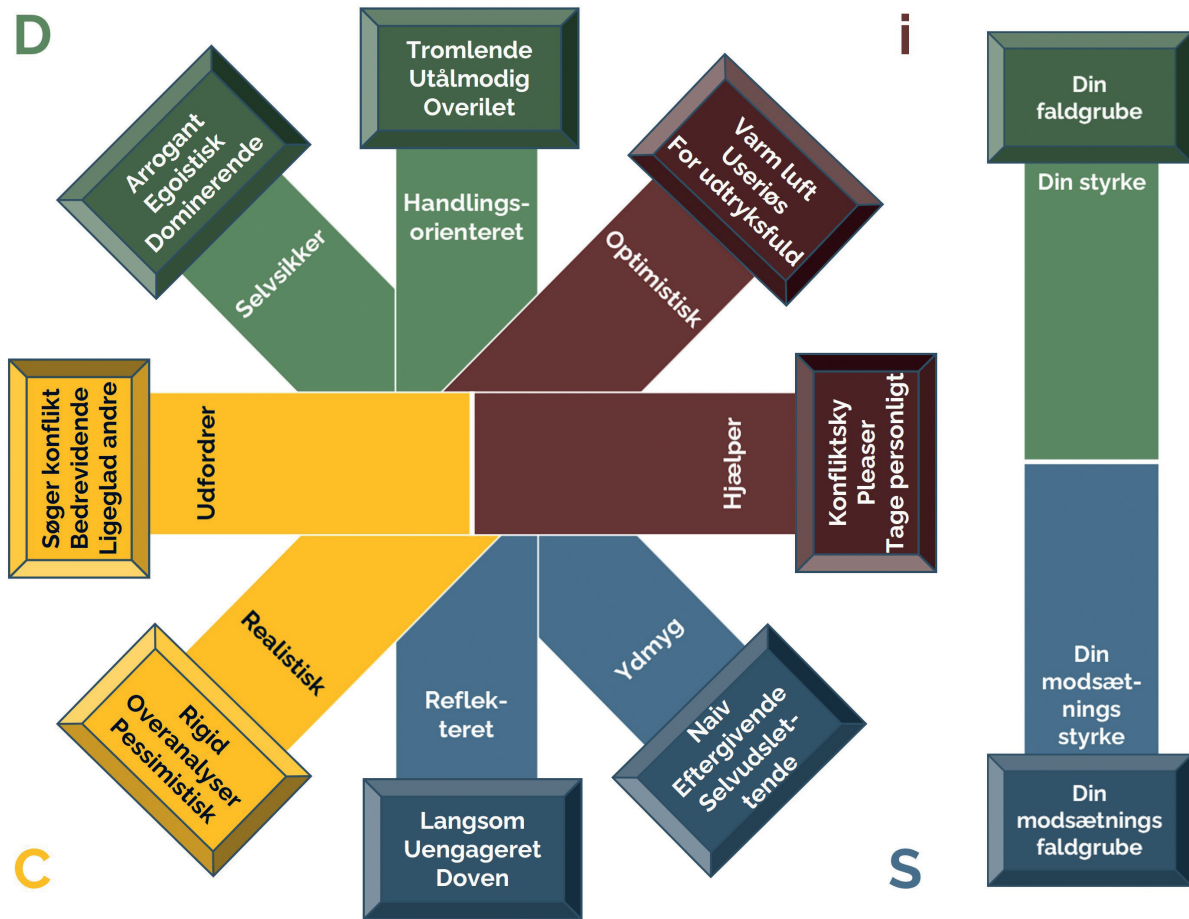 D
i
Tromlende
Utålmodig
Overilet
Handlings-
orienteret
Arrogant
Egoistisk
Dominerende
Selvsikker
Varm luft
Useriøs
For udtryksfuld
Optimistisk
Søger konflikt
Bedrevidende
Ligeglad andre
Udfordrer
Hjælper
Konfliktsky
Pleaser
Tage personligt
Realistisk
Rigid
Overanalyser
Pessimistisk
Reflek-
teret
Langsom
Uengageret
Doven
Ydmyg
Naiv
Eftergivende
Selvudslet-
tende
C
S
Din
faldgrube
Din styrke
Din
modsæt-
nings
styrke
Din
modsætnings
faldgrube